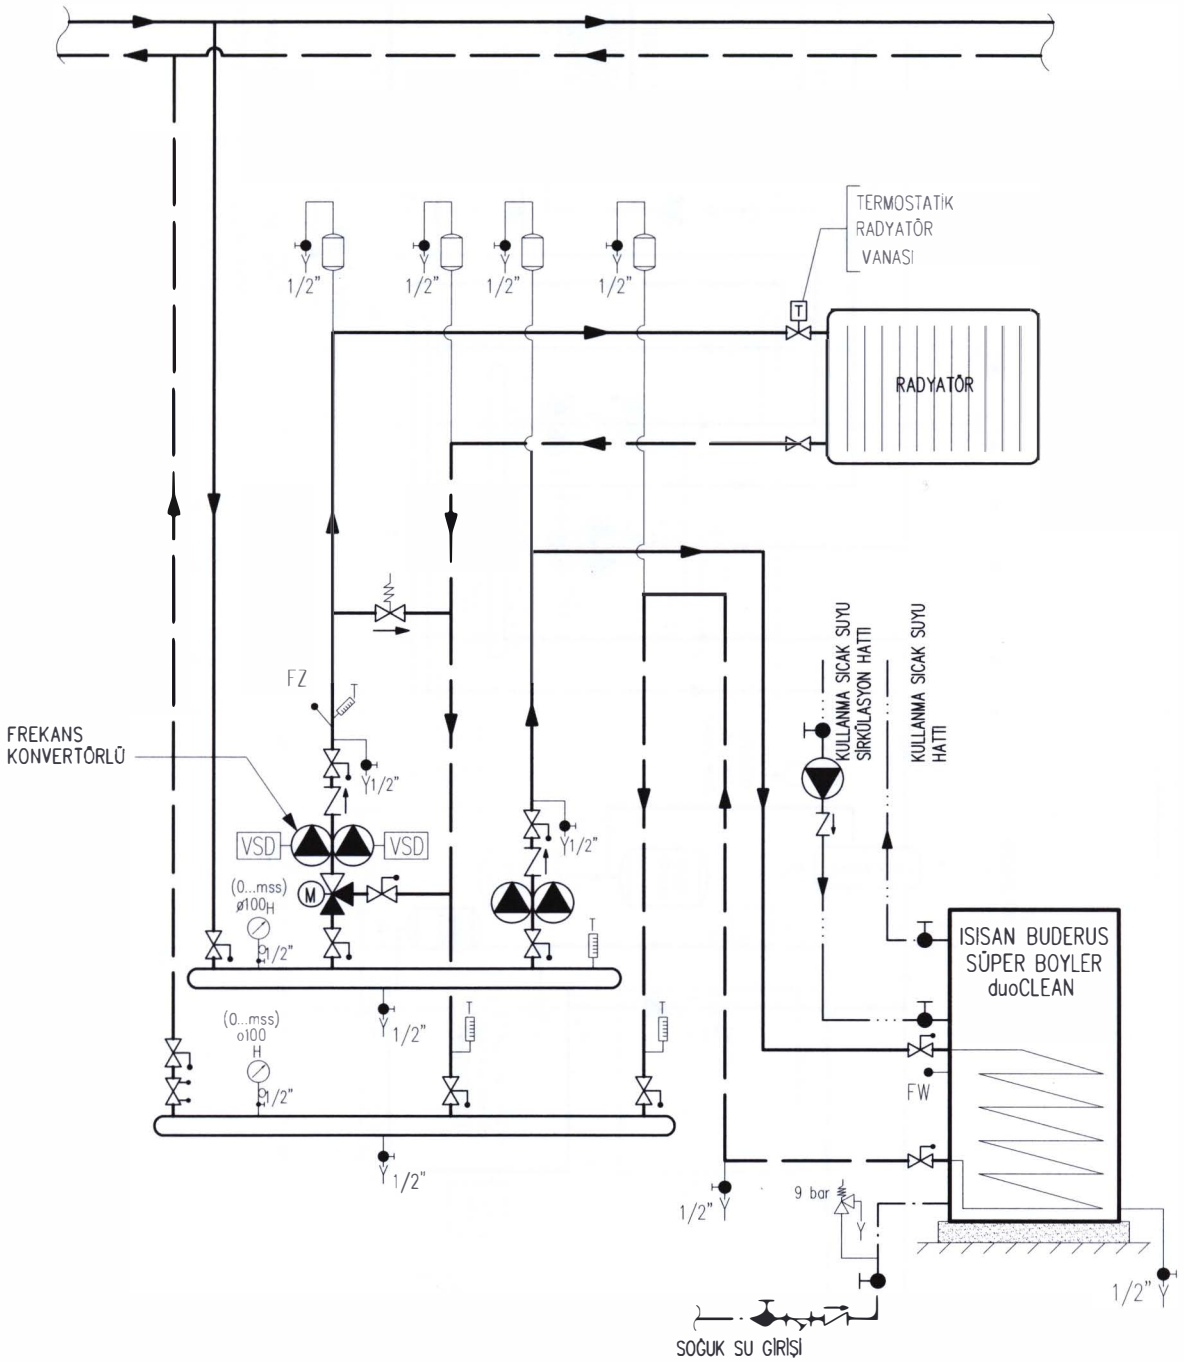 TERMOSTATİK
RADYATÖR
VANASI
1/2"
1/2"
1/2"
1/2"
T
RADYATÖR
FZ
T
FREKANS
KONVERTÖRLÜ
1/2"
1/2"
VSD
VSD
M
(0...mss)
ø100
H
1/2"
T
1/2"
(0...mss)
o100
H
1/2"
T
T
1/2"
KULLANMA SICAK SUYU
SİRKÜLASYON HATTI
KULLANMA SICAK SUYU
HATTI
ISISAN BUDERUS
SÜPER BOYLER
duoCLEAN
FW
1/2"
9 bar
1/2"
SOĞUK SU GİRİŞİ